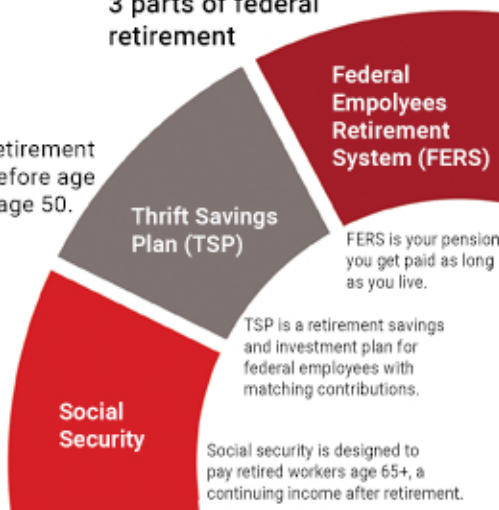 3 parts of federal
retirement
Federal
Empolyees
Retirement
System (FERS)
etirement
efore age
age 50.
Thrift Savings
Plan (TSP)
FERS is your pension
you get paid as long
as you live.
TSP is a retirement savings
and investment plan for
federal employees with
matching contributions.
Social
Security
Social security is designed to
pay retired workers age 65+, a
continuing income after retirement.